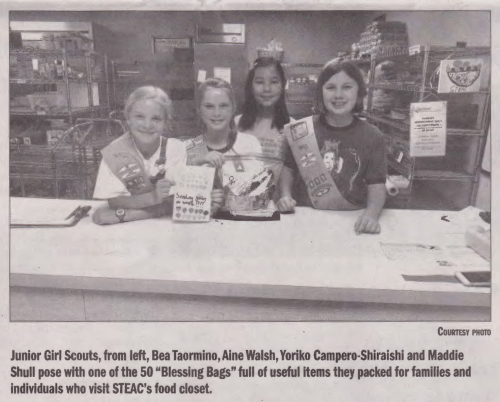 COURTESY PHOTO
Junior Girl Scouts, from left, Bea Taormino, Aine Walsh, Yoriko Campero-Shiraishi and Maddie
Shull pose with one of the 50 “Blessing Bags” full of useful items they packed for families and
individuals who visit STEAC's food closet.